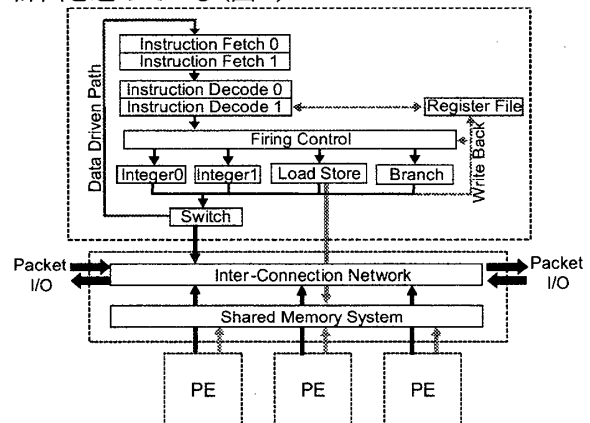 Instruction Fetch 0
Instruction Fetch 1
Instruction Decode 0
Instruction Decode 1
Register File
Data Driven Path
Firing Control
Write Back
Integer0
Integer1
Load Store
Branch
Switch
Packet I/O
Inter-Connection Network
Packet I/O
Shared Memory System
PE
PE
PE